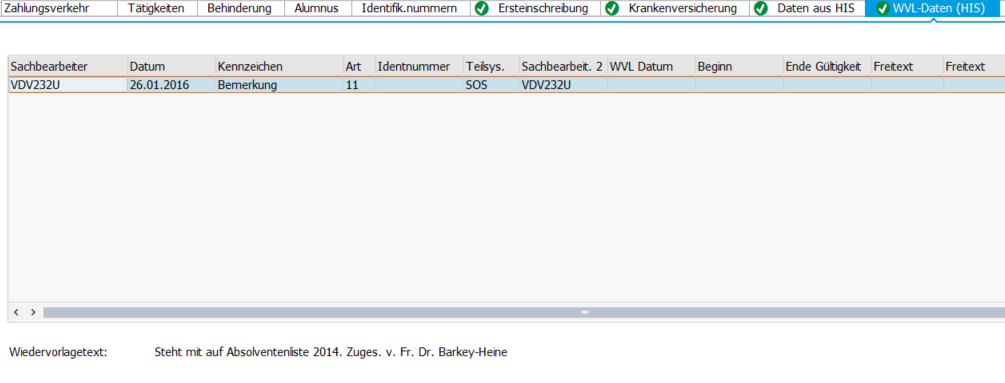 Zahlungsverkehr Tätigkeiten Behinderung Alumnus Identifik.nummern Ersteinschreibung Krankenversicherung Daten aus HIS WVL-Daten (HIS)
Sachbearbeiter Datum Kennzeichen Art Identnummer Teilsys. Sachbearbeit. 2 WVL Datum Beginn Ende Gültigkeit Freitext Freitext
VDV232U 26.01.2016 Bemerkung 11 SOS VDV232U
Wiedervorlagetext: Steht mit auf Absolventenliste 2014. Zuges. v. Fr. Dr. Barkey-Heine